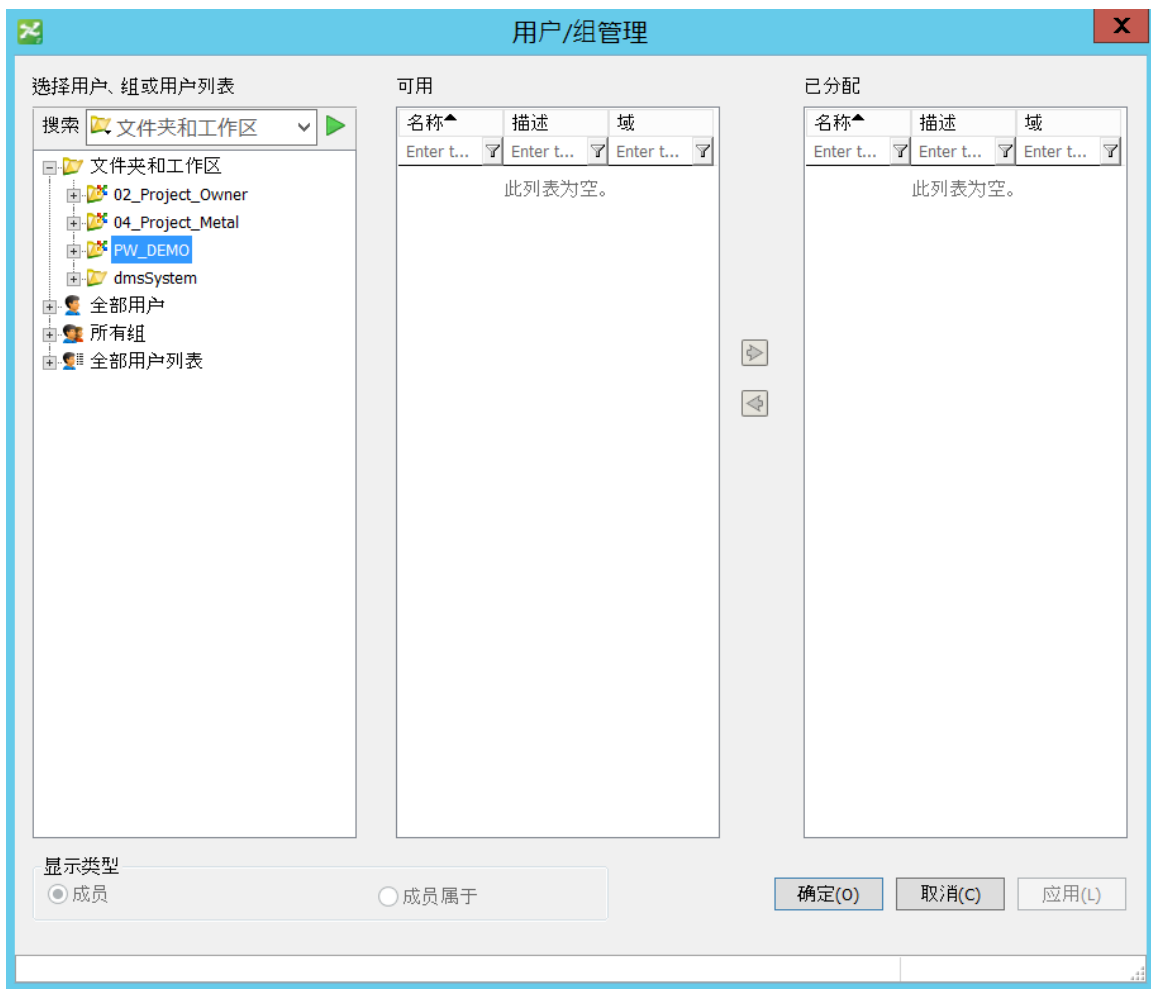 用户/组管理
X
选择用户、组或用户列表
搜索 文件夹和工作区
文件夹和工作区
02_Project_Owner
04_Project_Metal
PW_DEMO
dmsSystem
全部用户
所有组
全部用户列表
可用
名称 描述 域
Enter t... Enter t... Enter t...
此列表为空。
已分配
名称 描述 域
Enter t... Enter t... Enter t...
此列表为空。
显示类型
成员 成员属于
确定(O) 取消(C) 应用(L)